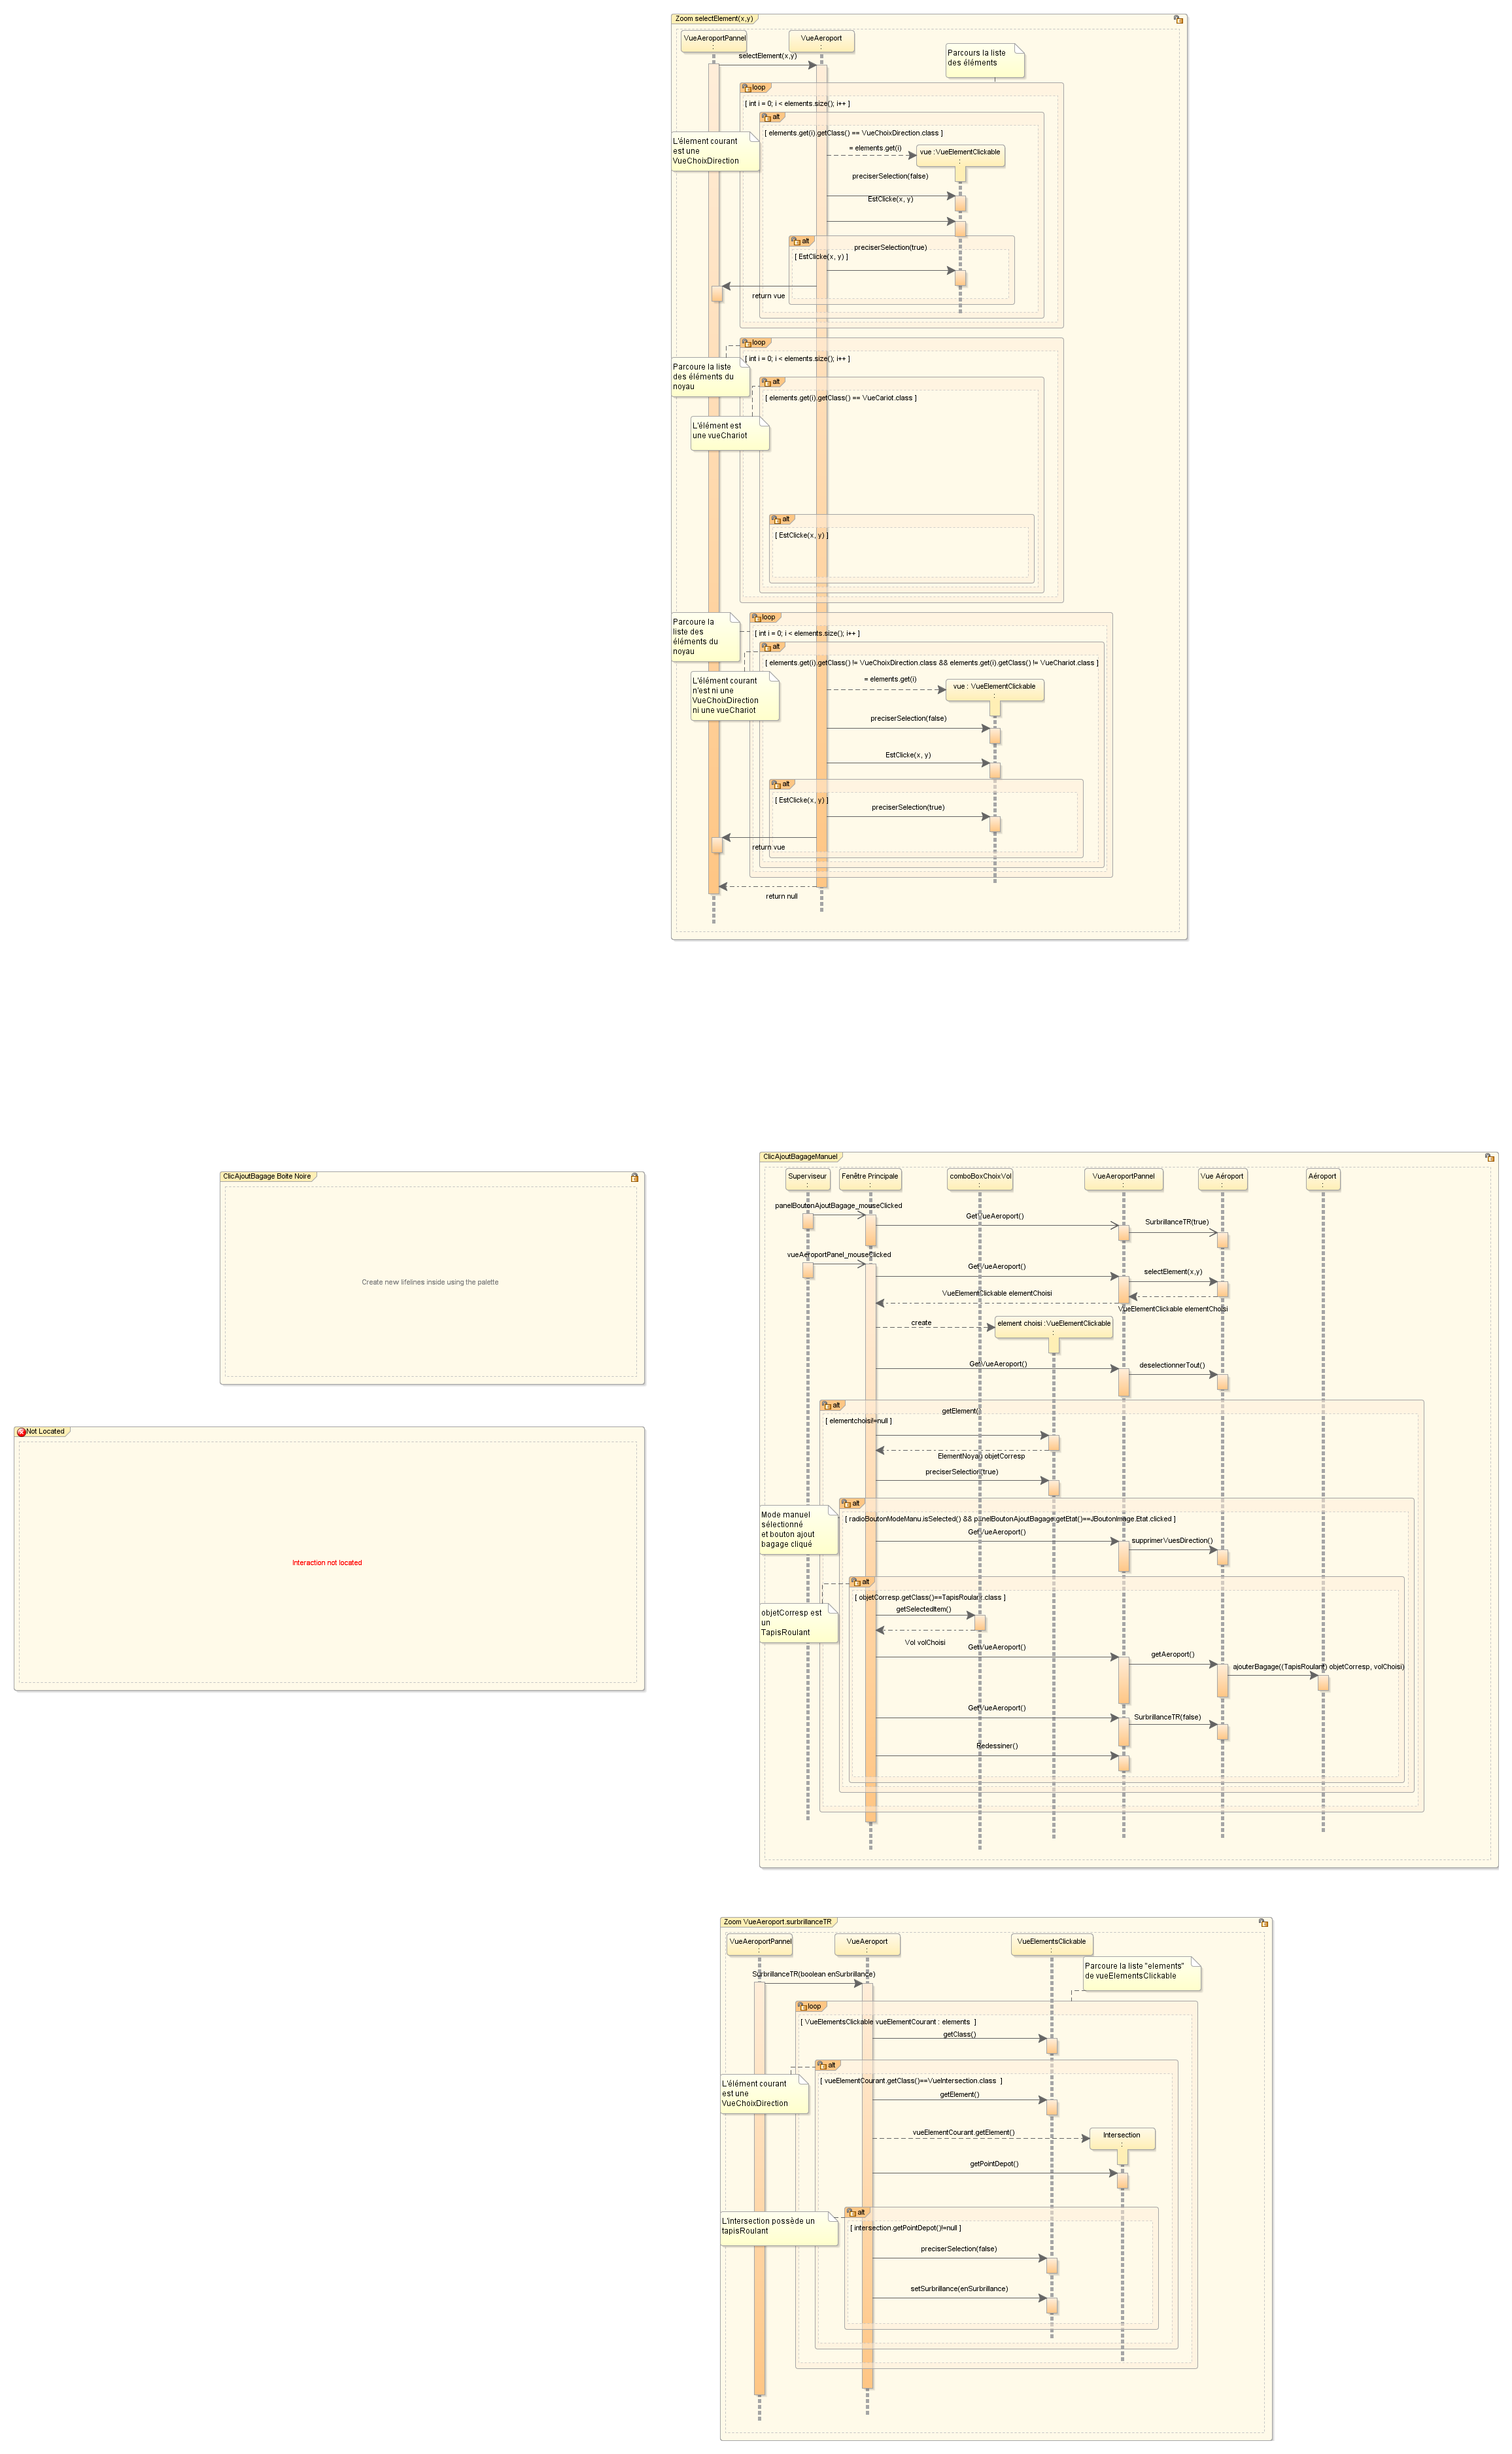 Zoom selectElement(x,y)
VueAeroportPannel
:
VueAeroport
:
Parcours la liste
des éléments
selectElement(x,y)
loop
[ int i = 0; i < elements.size(); i++ ]
alt
[ elements.get(i).getClass() == VueChoixDirection.class ]
L'élement courant
est une
VueChoixDirection
= elements.get(i)
vue :VueElementClickable
:
preciserSelection(false)
EstClicke(x, y)
alt
preciserSelection(true)
[ EstClicke(x, y) ]
return vue
loop
[ int i = 0; i < elements.size(); i++ ]
Parcoure la liste
des éléments du
noyau
alt
[ elements.get(i).getClass() == VueCariot.class ]
L'élément est
une vueChariot
alt
[ EstClicke(x, y) ]
Parcoure la
liste des
éléments du
noyau
loop
[ int i = 0; i < elements.size(); i++ ]
alt
[ elements.get(i).getClass() != VueChoixDirection.class && elements.get(i).getClass() != VueChariot.class ]
L'élément courant
n'est ni une
VueChoixDirection
ni une vueChariot
= elements.get(i)
vue : VueElementClickable
:
preciserSelection(false)
EstClicke(x, y)
alt
[ EstClicke(x, y) ]
preciserSelection(true)
return vue
return null
ClicAjoutBagage Boite Noire
Create new lifelines inside using the palette
Not Located
Interaction not located
ClicAjoutBagageManuel
Superviseur
:
Fenêtre Principale
:
comboBoxChoixVol
:
VueAeroportPannel
:
Vue Aéroport
:
Aéroport
:
panelBoutonAjoutBagage_mouseClicked
GetVueAeroport()
SurbrillanceTR(true)
vueAeroportPanel_mouseClicked
GetVueAeroport()
selectElement(x,y)
VueElementClickable elementChoisi
VueElementClickable elementChoisi
create
element choisi :VueElementClickable
:
GetVueAeroport()
deselectionnerTout()
alt
getElement()
[ elementchoisi!=null ]
ElementNoyau objetCorresp
preciserSelection(true)
alt
Mode manuel
sélectionné
et bouton ajout
bagage cliqué
[ radioBoutonModeManu.isSelected() && panelBoutonAjoutBagage.getEtat()==JBoutonImage.Etat.clicked ]
GetVueAeroport()
supprimerVuesDirection()
alt
[ objetCorresp.getClass()==TapisRoulant.class ]
objetCorresp est
un
TapisRoulant
getSelectedItem()
Vol volChoisi
GetVueAeroport()
getAeroport()
ajouterBagage((TapisRoulant) objetCorresp, volChoisi)
GetVueAeroport()
SurbrillanceTR(false)
Redessiner()
Zoom VueAeroport.surbrillanceTR
VueAeroportPannel
:
VueAeroport
:
VueElementsClickable
:
Parcoure la liste "elements"
de vueElementsClickable
SurbrillanceTR(boolean enSurbrillance)
loop
[ VueElementsClickable vueElementCourant : elements  ]
getClass()
alt
[ vueElementCourant.getClass()==VueIntersection.class  ]
L'élément courant
est une
VueChoixDirection
getElement()
vueElementCourant.getElement()
Intersection
:
getPointDepot()
alt
L'intersection possède un
tapisRoulant
[ intersection.getPointDepot()!=null ]
preciserSelection(false)
setSurbrillance(enSurbrillance)